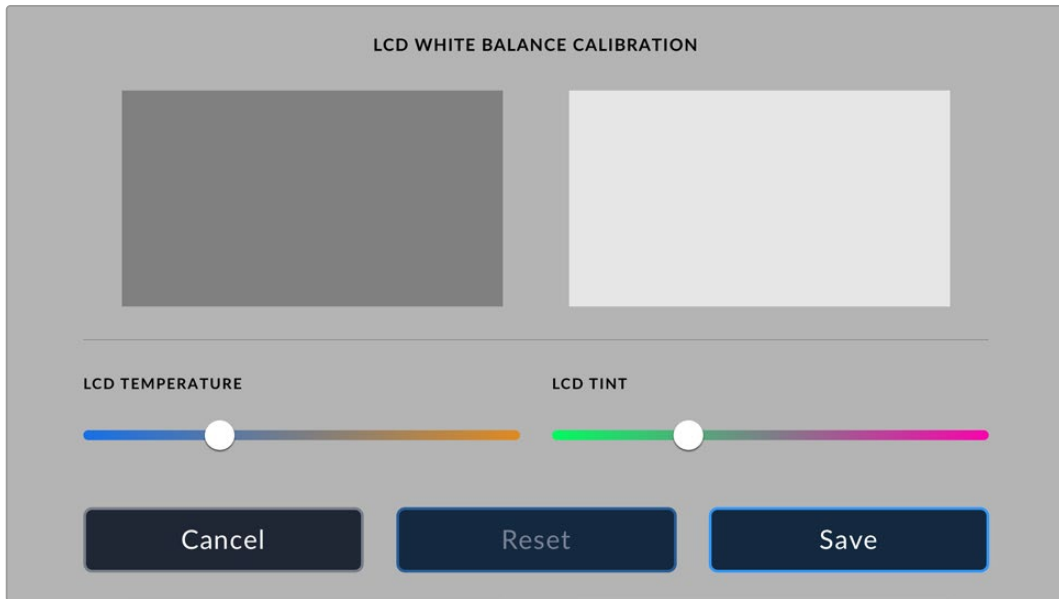 LCD WHITE BALANCE CALIBRATION
LCD TEMPERATURE
LCD TINT
Cancel
Reset
Save